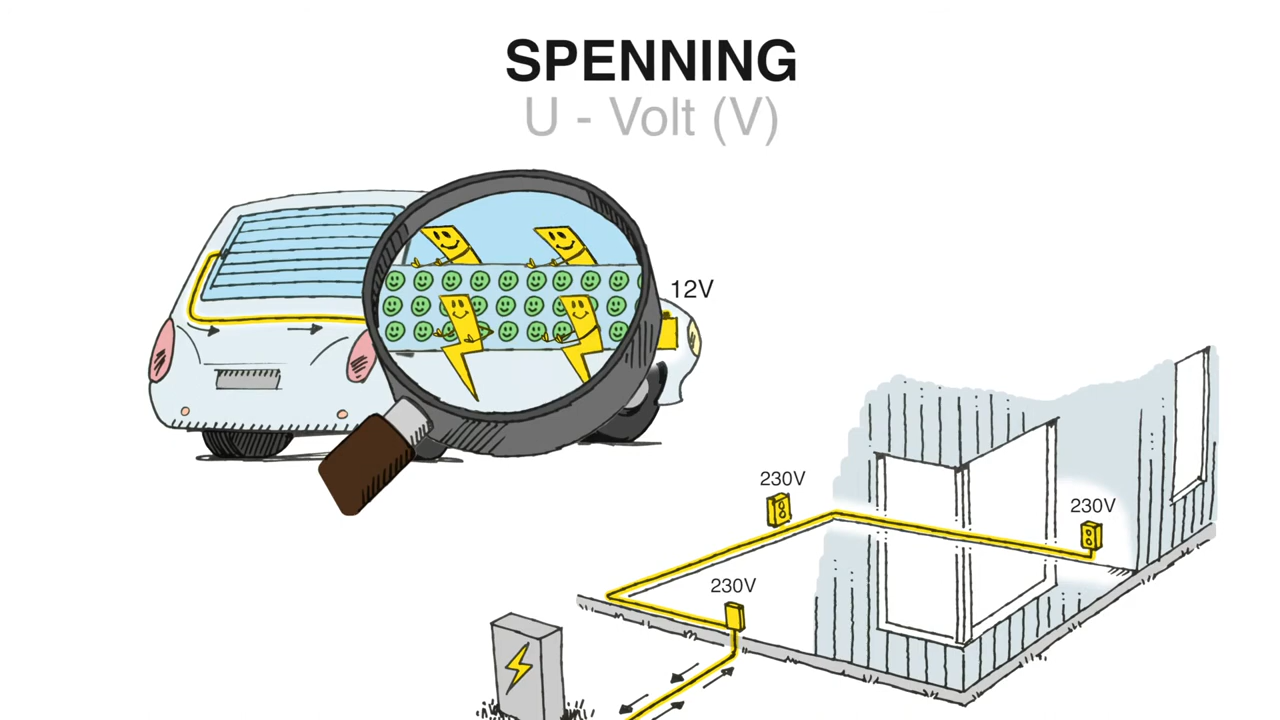 SPENNING
U - Volt (V)
12V
230V
230V
230V